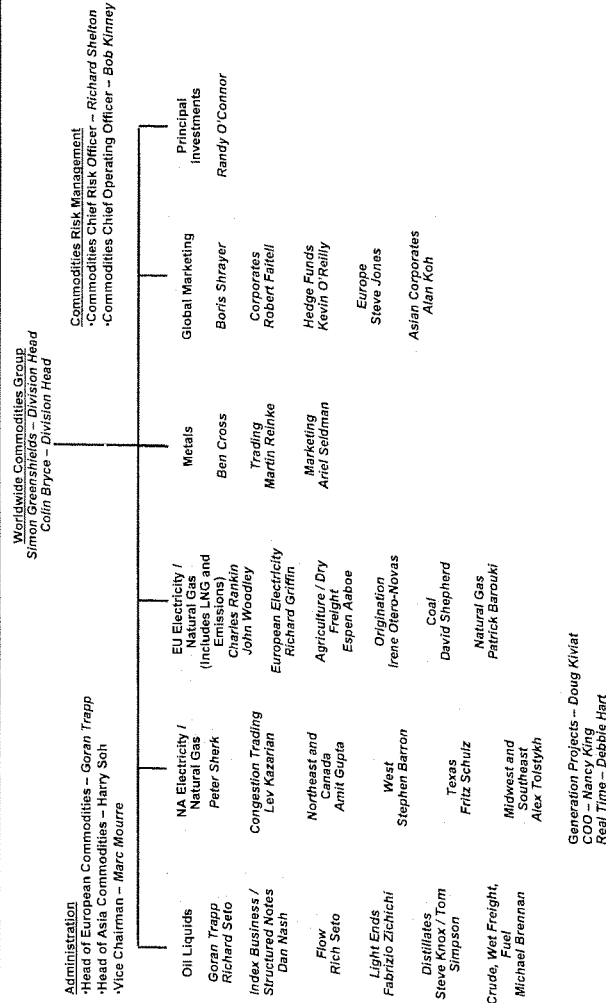 Worldwide Commodities Group
Simon Greenshields – Division Head
Colin Bryce – Division Head
Administration
•Head of European Commodities – Goran Trapp
•Head of Asia Commodities – Harry Soh
•Vice Chairman – Marc Mourre
Commodities Risk Management
•Commodities Chief Risk Officer – Richard Shelton
•Commodities Chief Operating Officer – Bob Kinney
Oil Liquids
Goran Trapp
Richard Seto
Index Business /
Structured Notes
Dan Nash
Flow
Rich Seto
Light Ends
Fabrizio Zichichi
Distillates
Steve Knox / Tom
Simpson
Crude, Wet Freight,
Fuel
Michael Brennan
NA Electricity /
Natural Gas
Peter Sherk
Congestion Trading
Lev Kazarian
Northeast and
Canada
Amit Gupta
West
Stephen Barron
Texas
Fritz Schulz
Midwest and
Southeast
Alex Tolstykh
Generation Projects – Doug Kiviat
COO – Nancy King
Real Time – Debbie Hart
EU Electricity /
Natural Gas
(Includes LNG and
Emissions)
Charles Rankin
John Woodley
European Electricity
Richard Griffin
Agriculture / Dry
Freight
Espen Aaboe
Origination
Irene Otero-Novas
Coal
David Shepherd
Natural Gas
Patrick Barouki
Metals
Ben Cross
Trading
Martin Reinke
Marketing
Ariel Seidman
Global Marketing
Boris Shrayer
Corporates
Robert Faitell
Hedge Funds
Kevin O'Reilly
Europe
Steve Jones
Asian Corporates
Alan Koh
Principal
Investments
Randy O'Connor